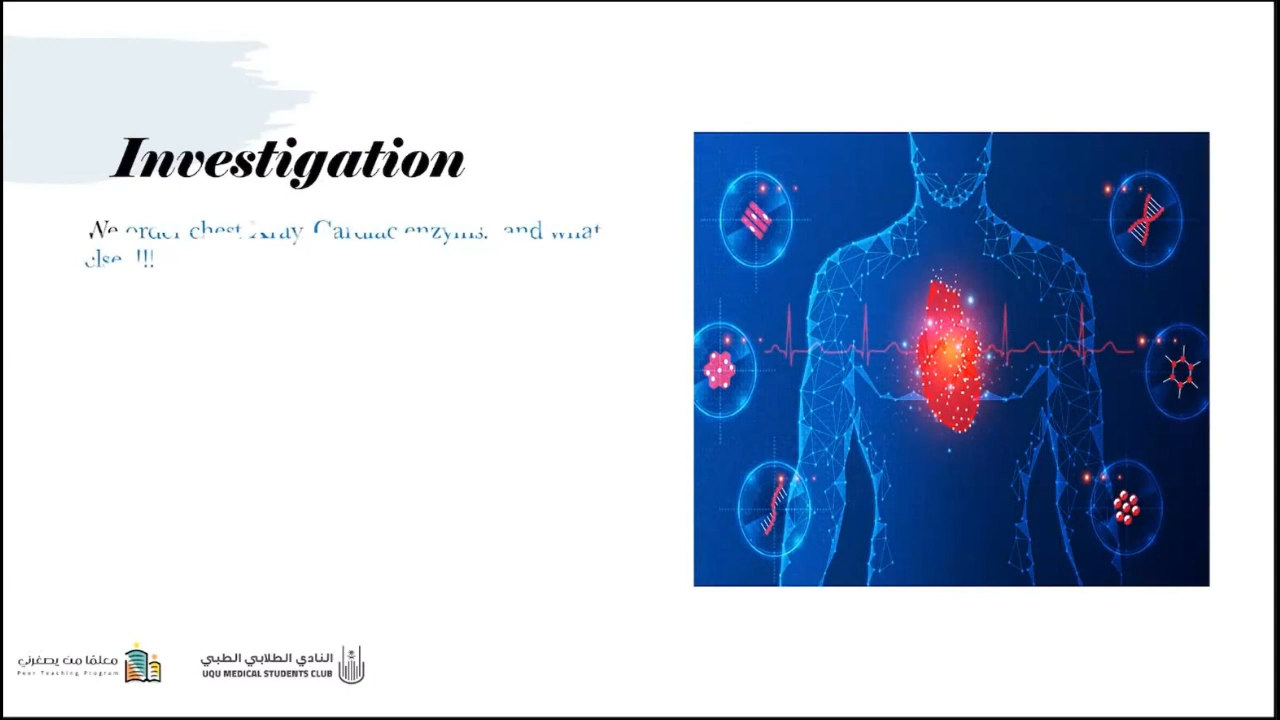 Investigation
We order chest Xray, Cardiac enzyms, and what
else !!!
معلمًا من يصغرني
Peer Teaching Program
النادي الطلابي الطبي
UQU MEDICAL STUDENTS CLUB